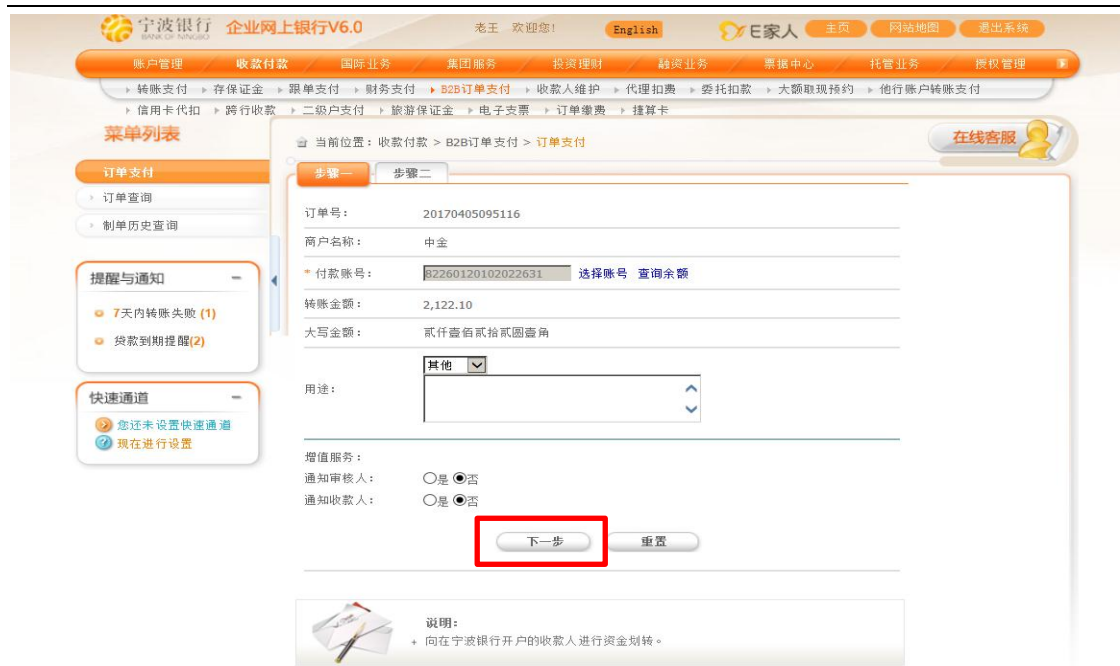 宁波银行 企业网上银行V6.0 老王 欢迎您! English E家人 主页 网站地图 退出系统
BANK OF NINGBO
账户管理 收款付款 国际业务 集团服务 投资理财 融资业务 票据中心 托管业务 授权管理
转账支付 存保证金 跟单支付 财务支付 B2B订单支付 收款人维护 代理扣费 委托扣款 大额取现预约 他行账户转账支付
信用卡代扣 跨行收款 二级户支付 旅游保证金 电子支票 订单缴费 捷算卡
菜单列表
当前位置：收款付款 > B2B订单支付 > 订单支付
在线客服
订单支付
订单查询
制单历史查询
步骤一 步骤二
订单号： 20170405095116
商户名称： 中金
* 付款账号： 82260120102022631 选择账号 查询余额
转账金额： 2,122.10
大写金额： 贰仟壹佰贰拾贰圆壹角
用途： 其他
提醒与通知
7天内转账失败 (1)
贷款到期提醒(2)
快速通道
您还未设置快速通道
现在进行设置
增值服务：
通知审核人： 是 否
通知收款人： 是 否
下一步 重置
说明：
+ 向在宁波银行开户的收款人进行资金划转。